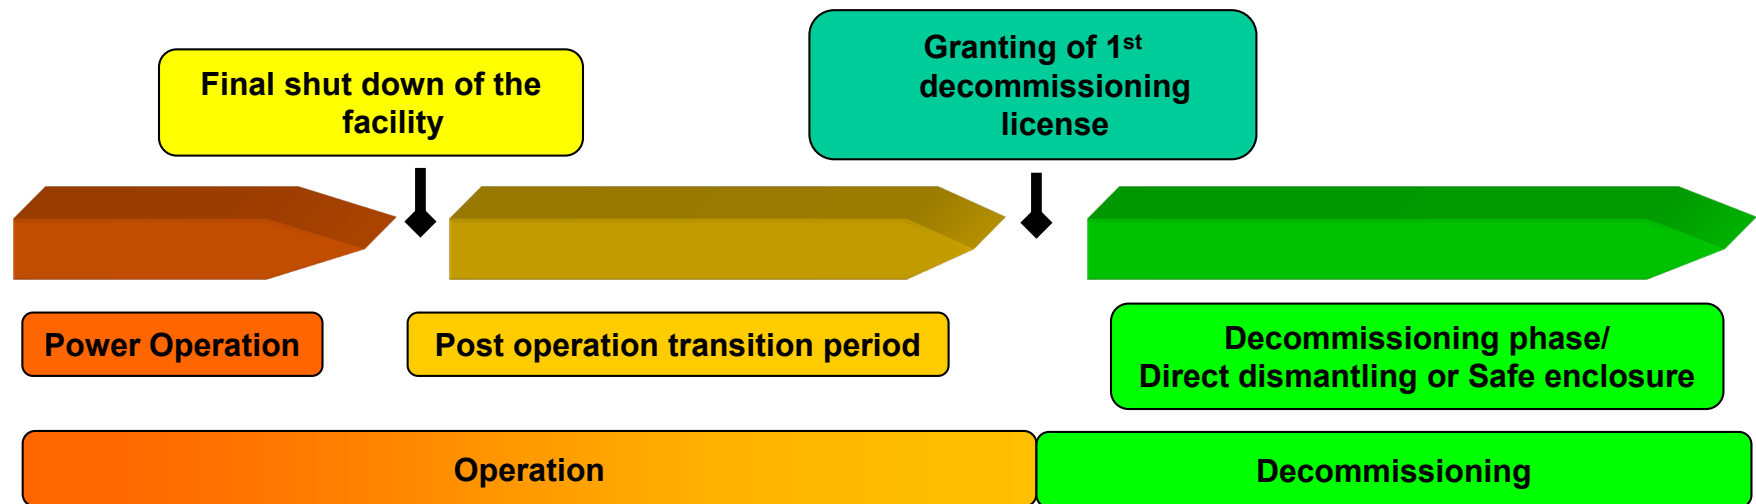 Final shut down of the
facility
Granting of 1st
decommissioning
license
Power Operation
Post operation transition period
Decommissioning phase/
Direct dismantling or Safe enclosure
Operation
Decommissioning